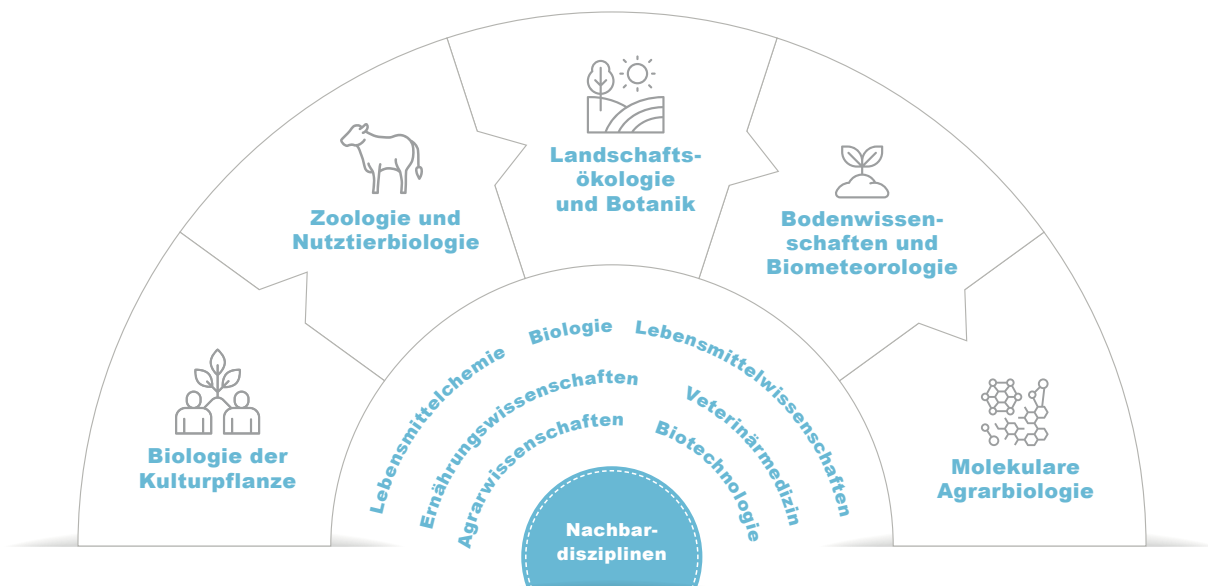 Landschafts-
ökologie
und Botanik
Zoologie und
Nutztierbiologie
Bodenwissen-
schaften und
Biometeorologie
Biologie der
Kulturpflanze
Molekulare
Agrarbiologie
Lebensmittelchemie
Biologie
Lebensmittelwissenschaften
Ernährungswissenschaften
Veterinärmedizin
Agrarwissenschaften
Biotechnologie
Nachbar-
disziplinen